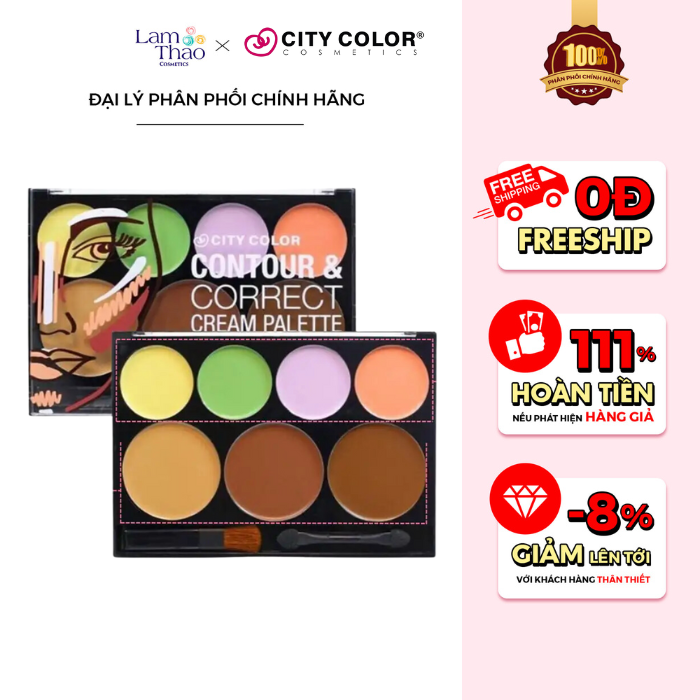 Lam Thảo
COSMETICS
×
CITY COLOR®
COSMETICS
ĐẠI LÝ PHÂN PHỐI CHÍNH HÃNG
CITY COLOR
CONTOUR &
CORRECT
CREAM PALETTE
100%
PHÂN PHỐI CHÍNH HÃNG
FREE
SHIPPING
0Đ
FREESHIP
111%
HOÀN TIỀN
NẾU PHÁT HIỆN HÀNG GIẢ
-8%
GIẢM LÊN TỚI
VỚI KHÁCH HÀNG THÂN THIẾT